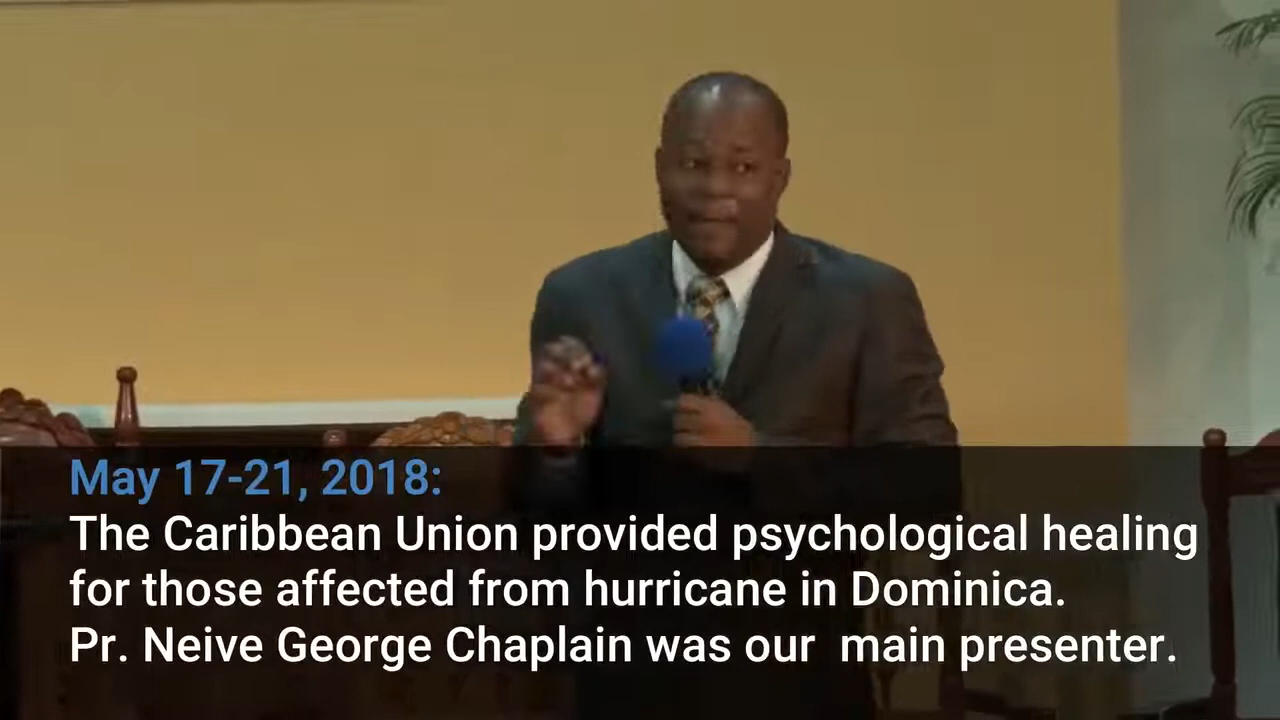 May 17-21, 2018:
The Caribbean Union provided psychological healing
for those affected from hurricane in Dominica.
Pr. Neive George Chaplain was our  main presenter.